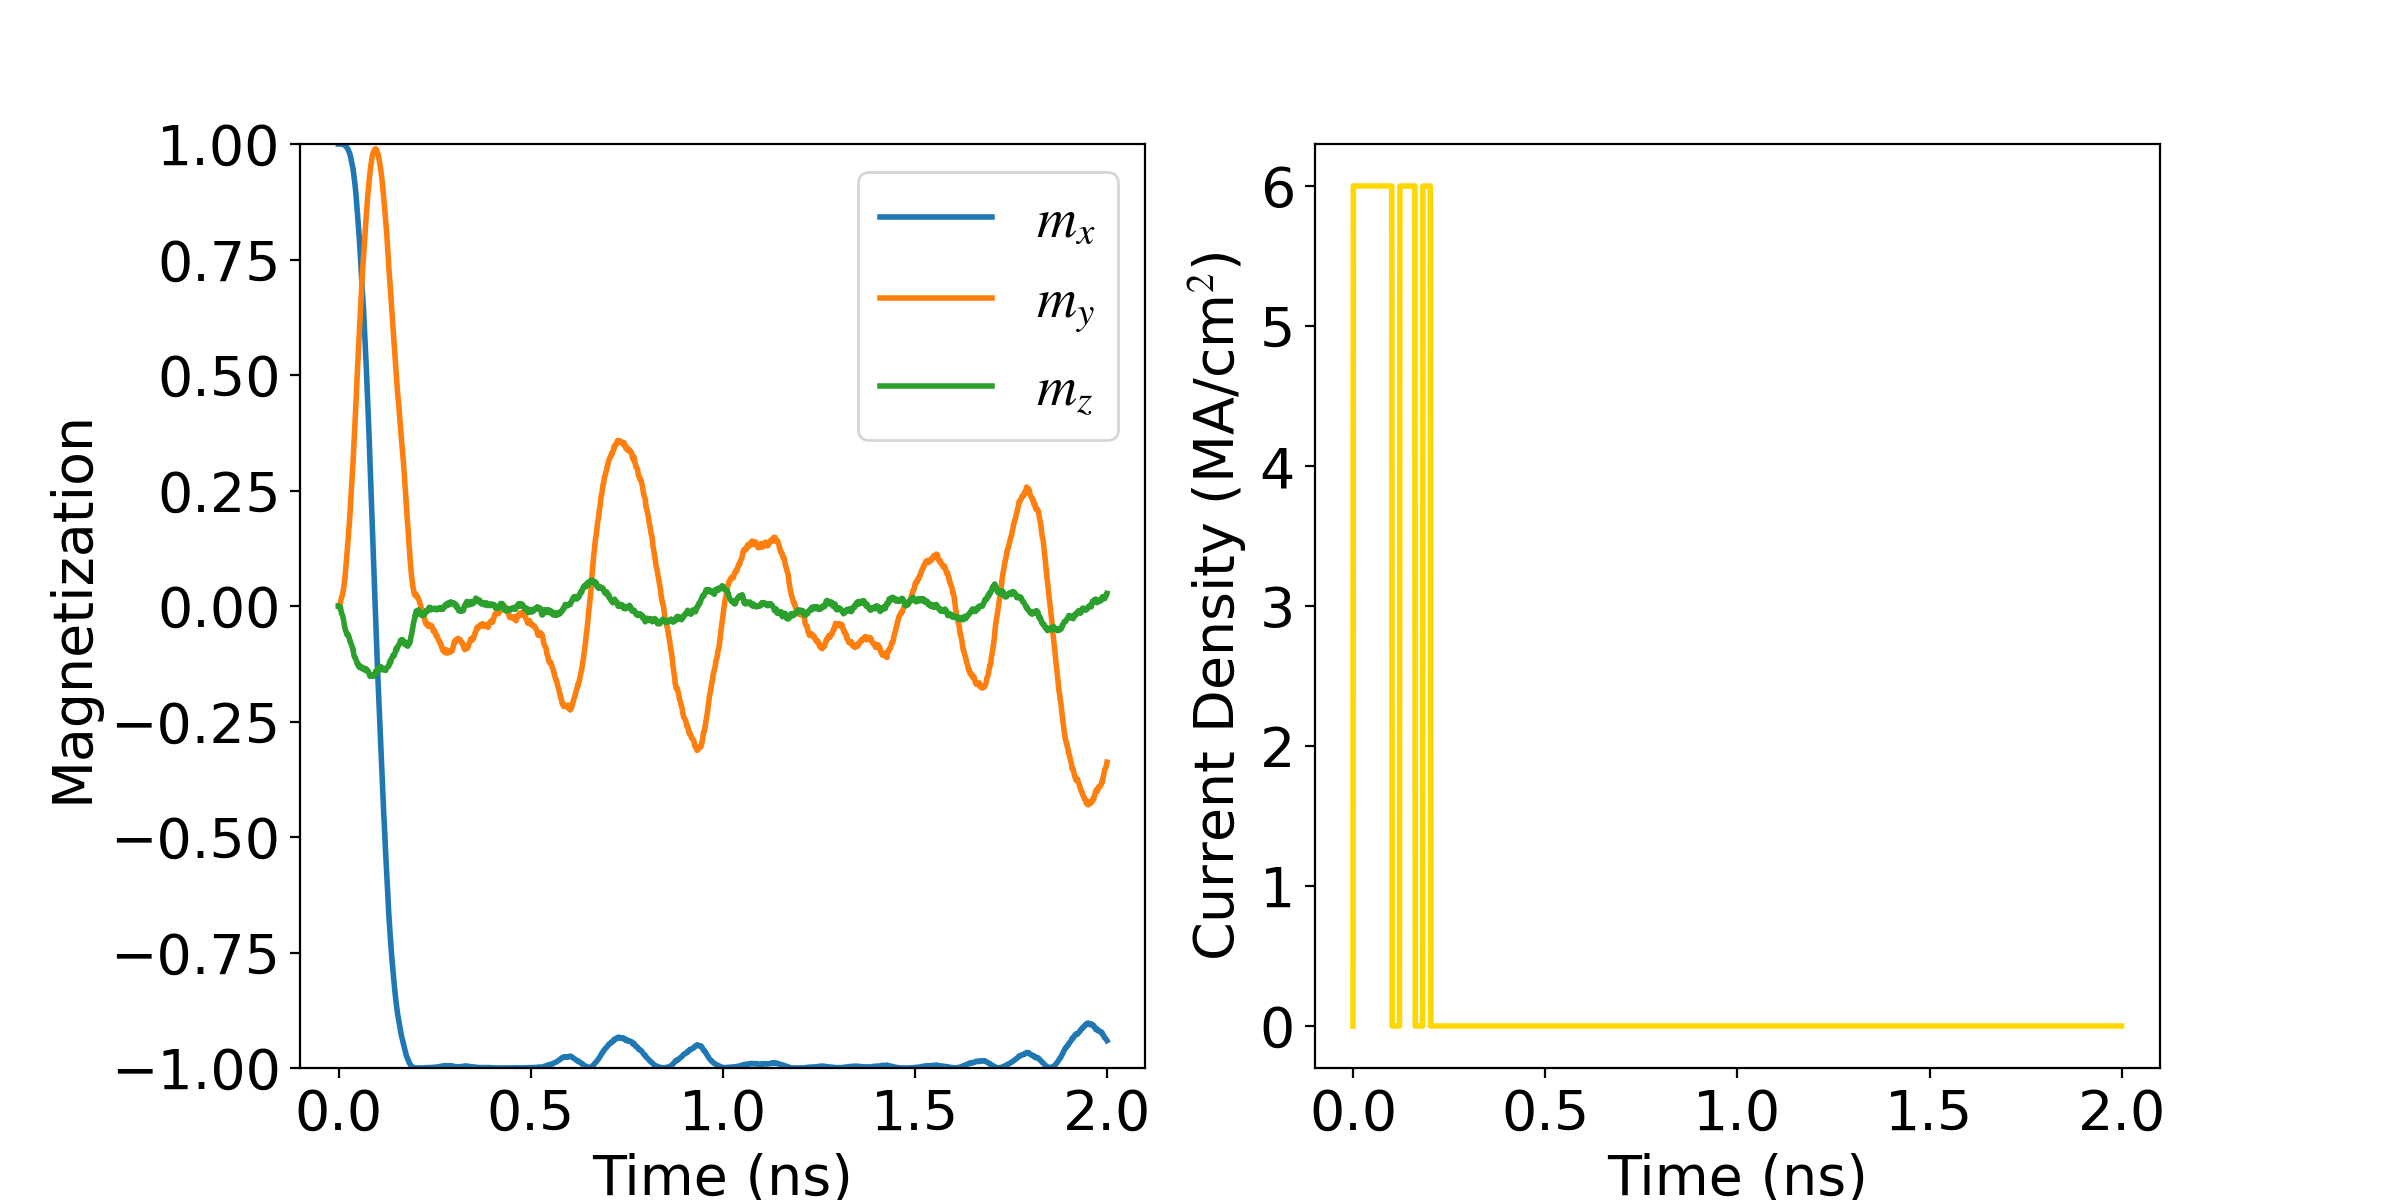 Magnetization
1.00
0.75
0.50
0.25
0.00
−0.25
−0.50
−0.75
−1.00
0.0 0.5 1.0 1.5 2.0
Time (ns)
m_x
m_y
m_z
Current Density (MA/cm²)
6
5
4
3
2
1
0
0.0 0.5 1.0 1.5 2.0
Time (ns)